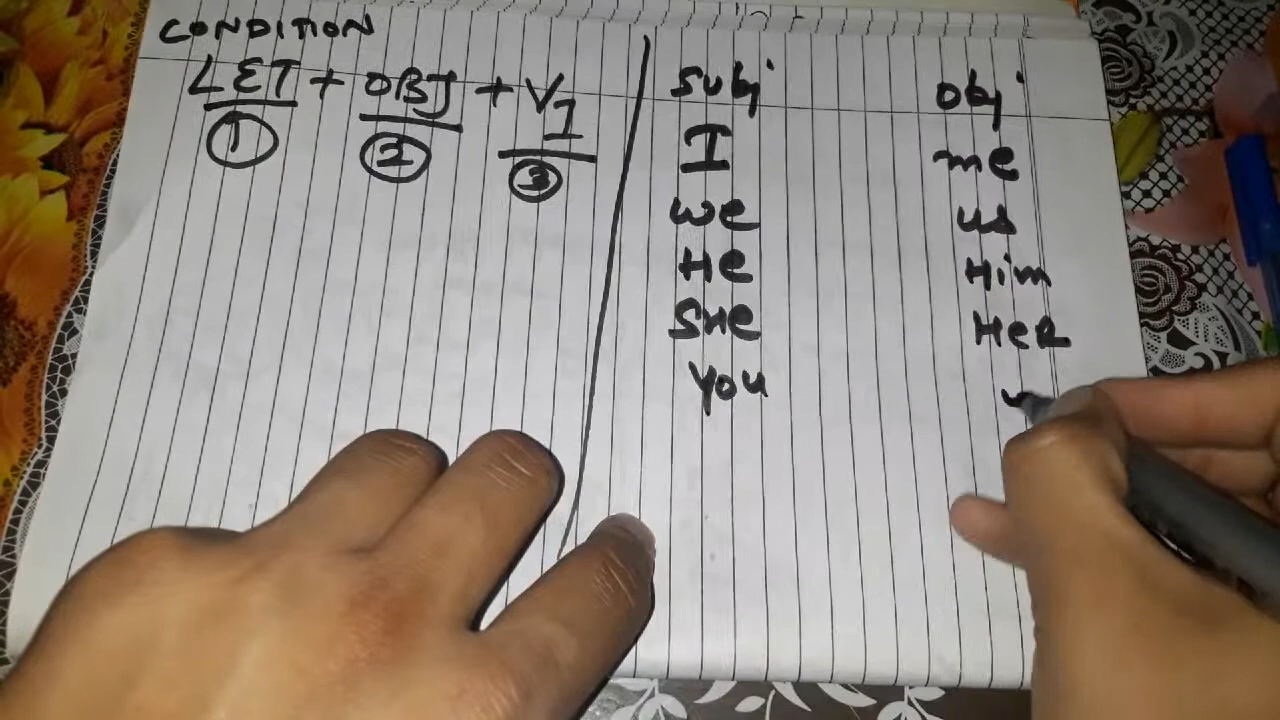 CONDITION
LET + OBJ + V1
1 2 3
Subj obj
I me
we us
He Him
SHe HeR
you